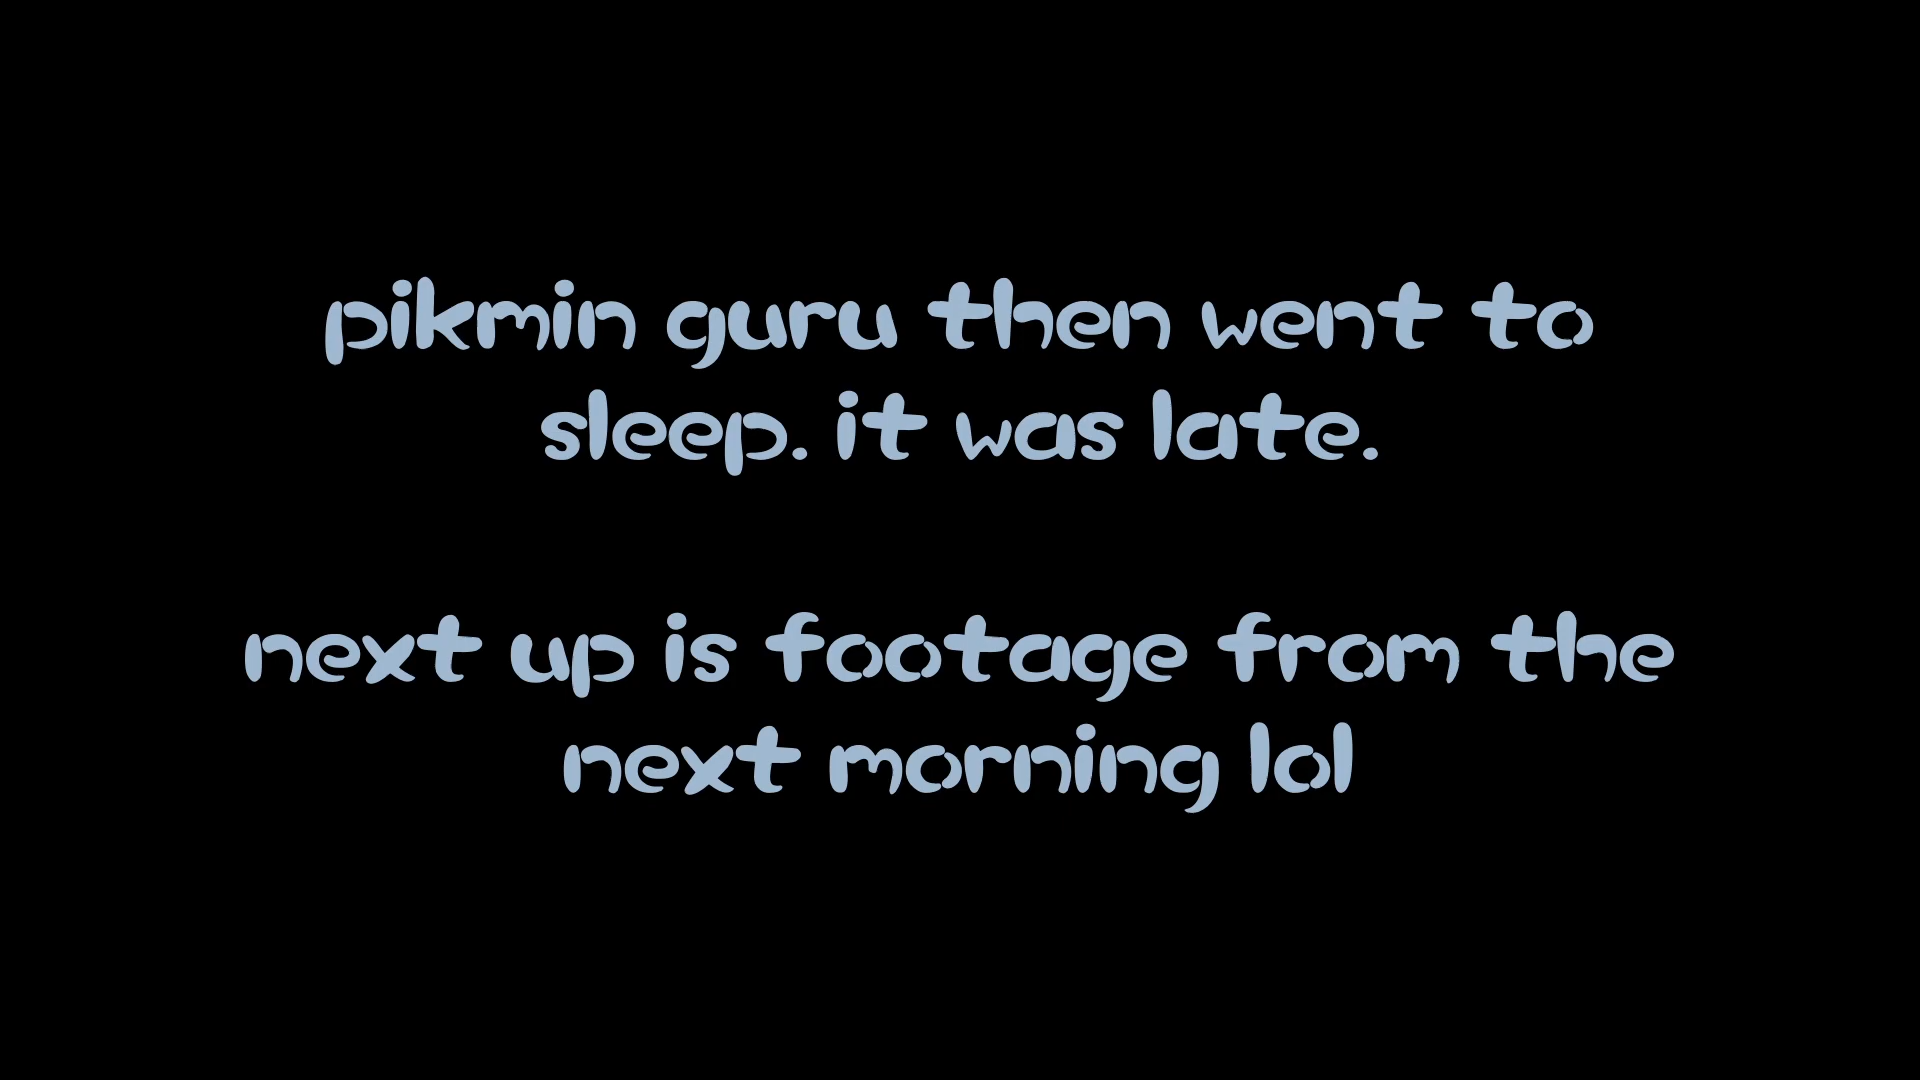 pikmin guru then went to
sleep. it was late.
next up is footage from the
next morning lol